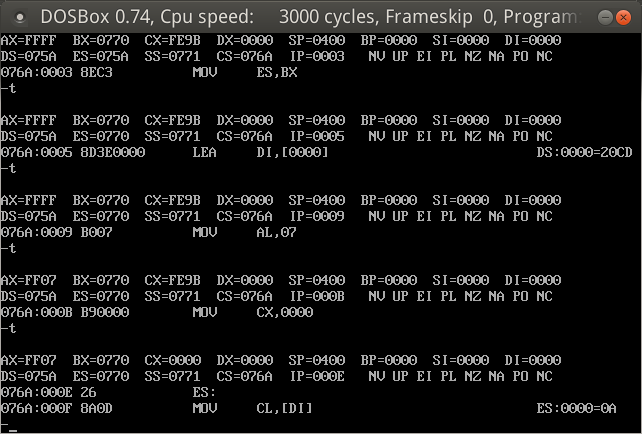 DOSBox 0.74, Cpu speed: 3000 cycles, Frameskip 0, Program
AX=FFFF BX=0770 CX=FE9B DX=0000 SP=0400 BP=0000 SI=0000 DI=0000
DS=075A ES=075A SS=0771 CS=076A IP=0003 NV UP EI PL NZ NA PO NC
076A:0003 8EC3 MOV ES,BX
-t
AX=FFFF BX=0770 CX=FE9B DX=0000 SP=0400 BP=0000 SI=0000 DI=0000
DS=075A ES=0770 SS=0771 CS=076A IP=0005 NV UP EI PL NZ NA PO NC
076A:0005 8D3E0000 LEA DI,[0000] DS:0000=20CD
-t
AX=FFFF BX=0770 CX=FE9B DX=0000 SP=0400 BP=0000 SI=0000 DI=0000
DS=075A ES=0770 SS=0771 CS=076A IP=0009 NV UP EI PL NZ NA PO NC
076A:0009 B007 MOV AL,07
-t
AX=FF07 BX=0770 CX=FE9B DX=0000 SP=0400 BP=0000 SI=0000 DI=0000
DS=075A ES=0770 SS=0771 CS=076A IP=000B NV UP EI PL NZ NA PO NC
076A:000B B90000 MOV CX,0000
-t
AX=FF07 BX=0770 CX=0000 DX=0000 SP=0400 BP=0000 SI=0000 DI=0000
DS=075A ES=0770 SS=0771 CS=076A IP=000E NV UP EI PL NZ NA PO NC
076A:000E 26 ES:
076A:000F 8A0D MOV CL,[DI] ES:0000=0A
-_